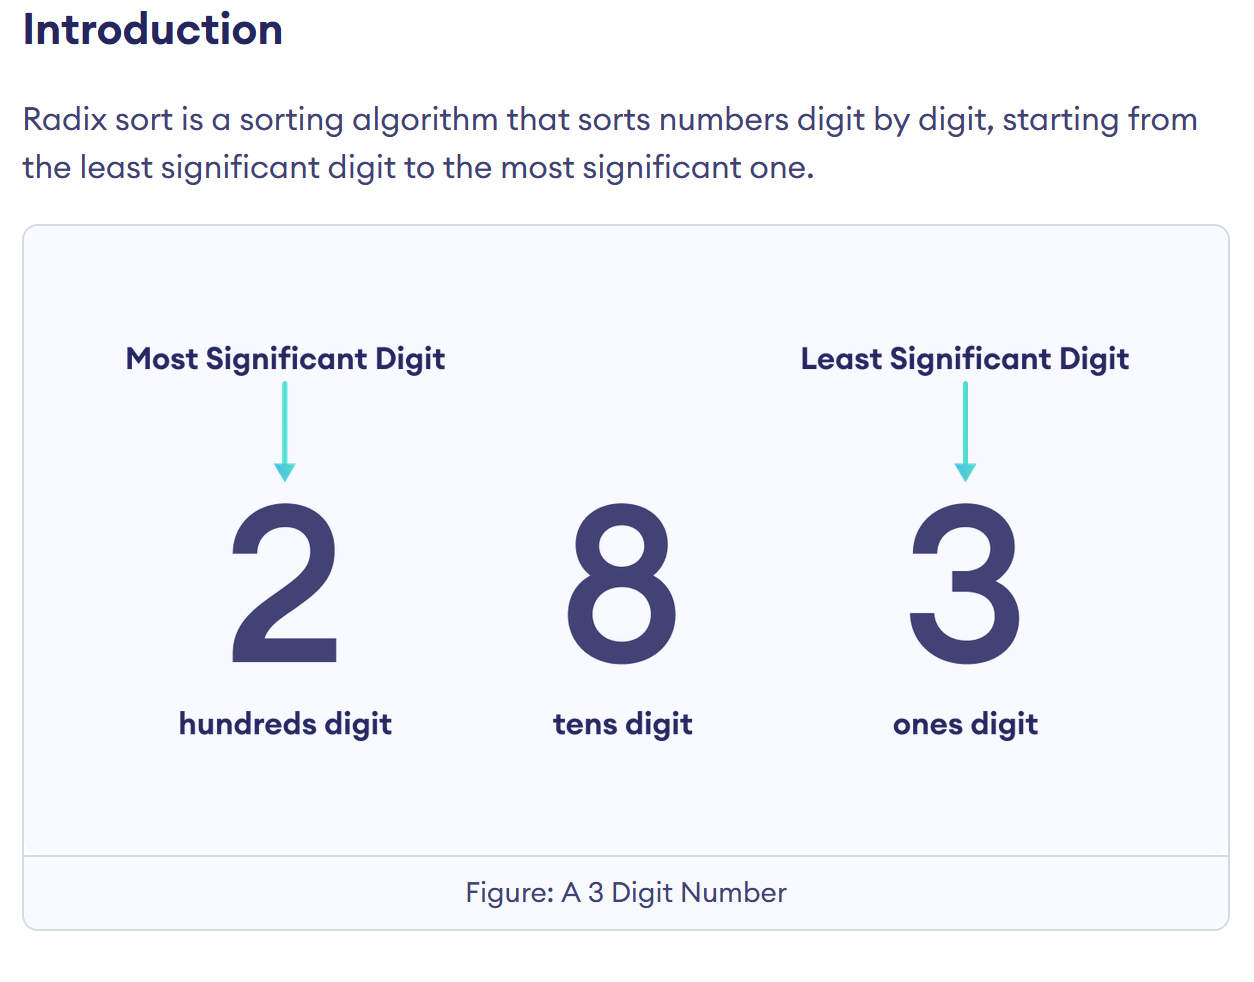 Introduction
Radix sort is a sorting algorithm that sorts numbers digit by digit, starting from
the least significant digit to the most significant one.
Most Significant Digit Least Significant Digit
2 8 3
hundreds digit tens digit ones digit
Figure: A 3 Digit Number